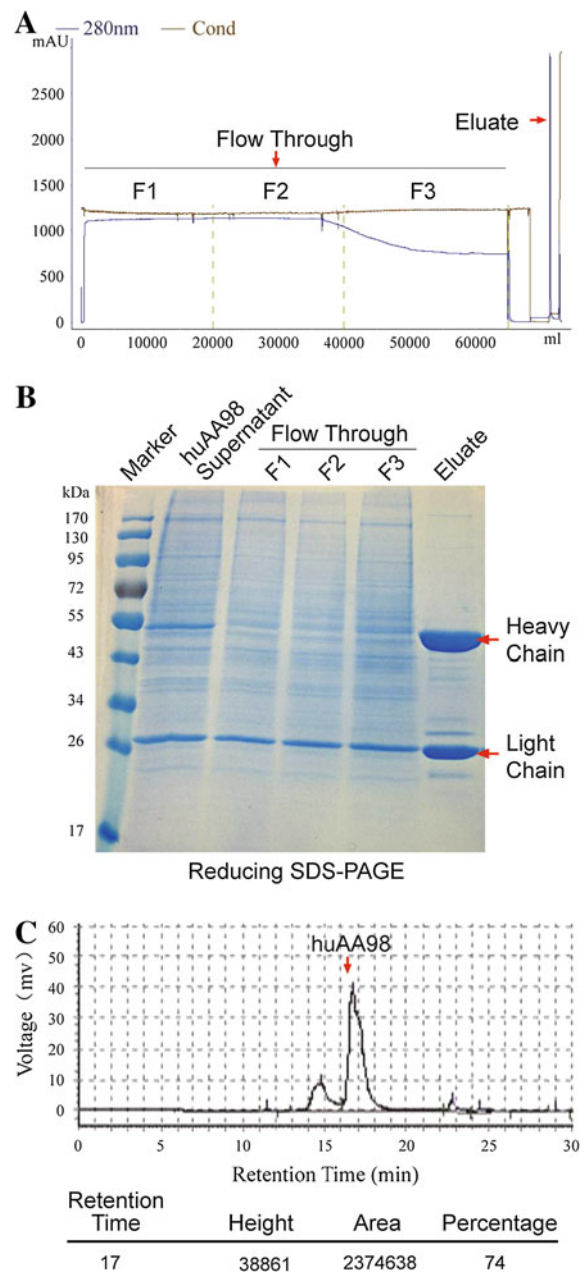 A
280nm Cond
mAU
2500
2000
1500
1000
500
0
Flow Through
F1 F2 F3
Eluate
0 10000 20000 30000 40000 50000 60000 ml
B
Marker
huAA98 Supernatant
Flow Through
F1 F2 F3
Eluate
kDa
170
130
95
72
55
43
34
26
17
Heavy
Chain
Light
Chain
Reducing SDS-PAGE
C
huAA98
Voltage (mv)
60
50
40
30
20
10
0
0 5 10 15 20 25 30
Retention Time (min)
Retention
Time Height Area Percentage
17 38861 2374638 74